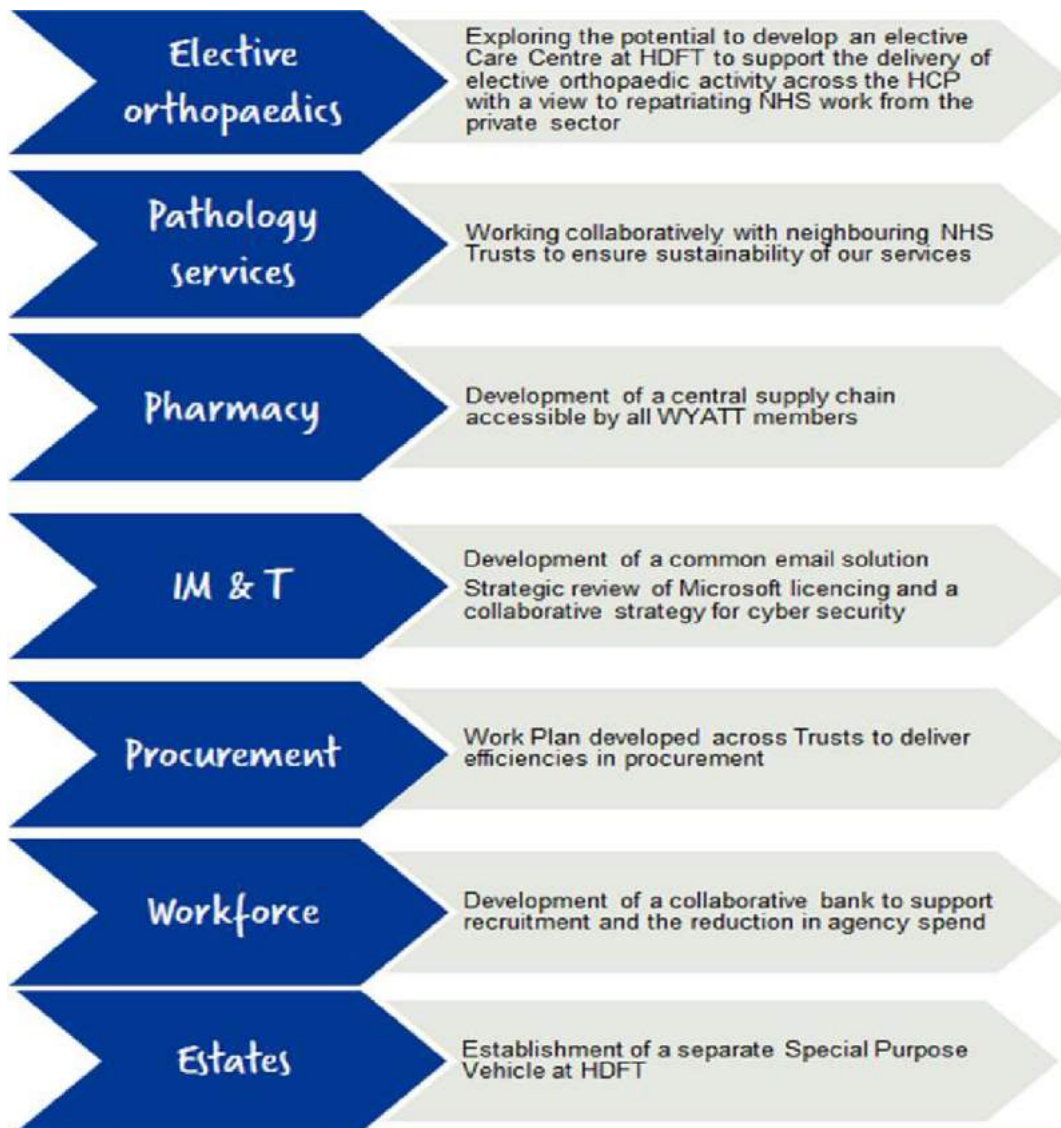 Elective
orthopaedics
Exploring the potential to develop an elective
Care Centre at HDFT to support the delivery of
elective orthopaedic activity across the HCP
with a view to repatriating NHS work from the
private sector
Pathology
services
Working collaboratively with neighbouring NHS
Trusts to ensure sustainability of our services
Pharmacy
Development of a central supply chain
accessible by all WYATT members
IM & T
Development of a common email solution
Strategic review of Microsoft licencing and a
collaborative strategy for cyber security
Procurement
Work Plan developed across Trusts to deliver
efficiencies in procurement
Workforce
Development of a collaborative bank to support
recruitment and the reduction in agency spend
Estates
Establishment of a separate Special Purpose
Vehicle at HDFT